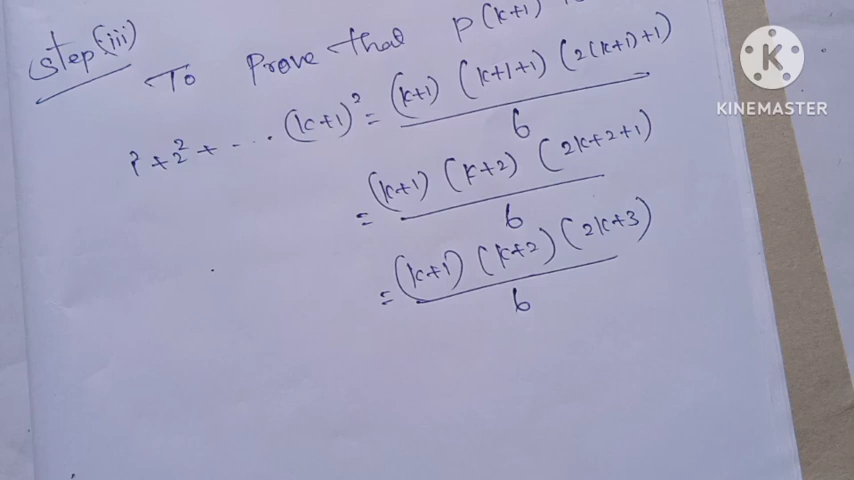 Step (iii)
To Prove that P(k+1)
1² + 2² + - - . . (k+1)² = (k+1) (k+1+1) (2(k+1)+1)
6
= (k+1) (k+2) (2k+2+1)
6
= (k+1) (k+2) (2k+3)
6
K
KINEMASTER